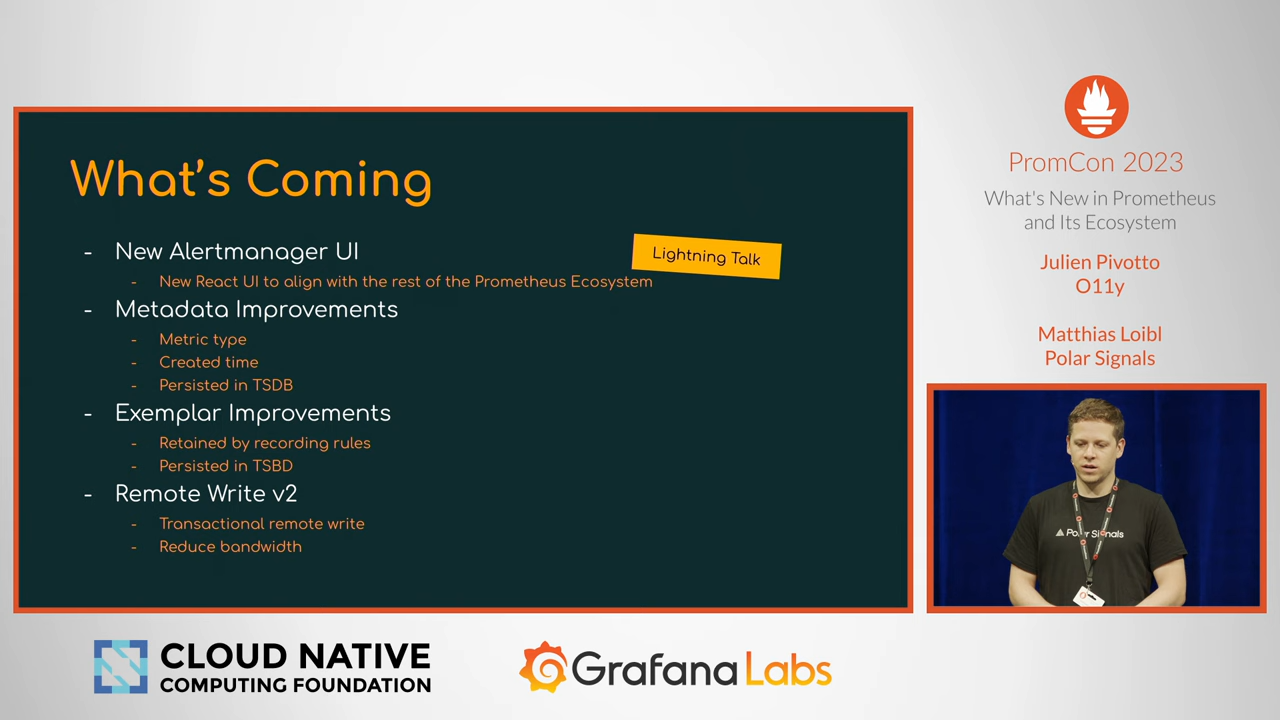 What's Coming
- New Alertmanager UI
Lightning Talk
- New React UI to align with the rest of the Prometheus Ecosystem
- Metadata Improvements
- Metric type
- Created time
- Persisted in TSDB
- Exemplar Improvements
- Retained by recording rules
- Persisted in TSBD
- Remote Write v2
- Transactional remote write
- Reduce bandwidth
PromCon 2023
What's New in Prometheus
and Its Ecosystem
Julien Pivotto
O11y
Matthias Loibl
Polar Signals
Polar Signals
CLOUD NATIVE
COMPUTING FOUNDATION
Grafana Labs